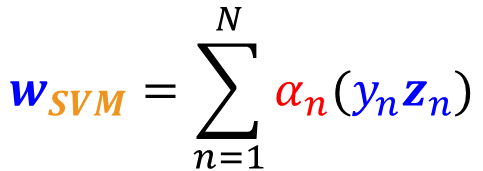 w_SVM = ∑_{n=1}^{N} α_n(y_n z_n)